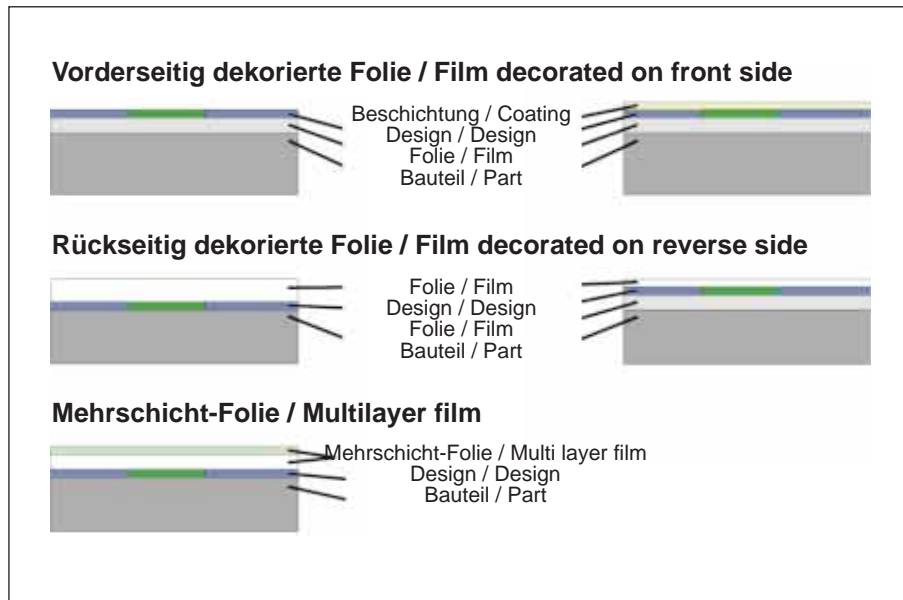 Vorderseitig dekorierte Folie / Film decorated on front side
Beschichtung / Coating
Design / Design
Folie / Film
Bauteil / Part
Rückseitig dekorierte Folie / Film decorated on reverse side
Folie / Film
Design / Design
Folie / Film
Bauteil / Part
Mehrschicht-Folie / Multilayer film
Mehrschicht-Folie / Multi layer film
Design / Design
Bauteil / Part